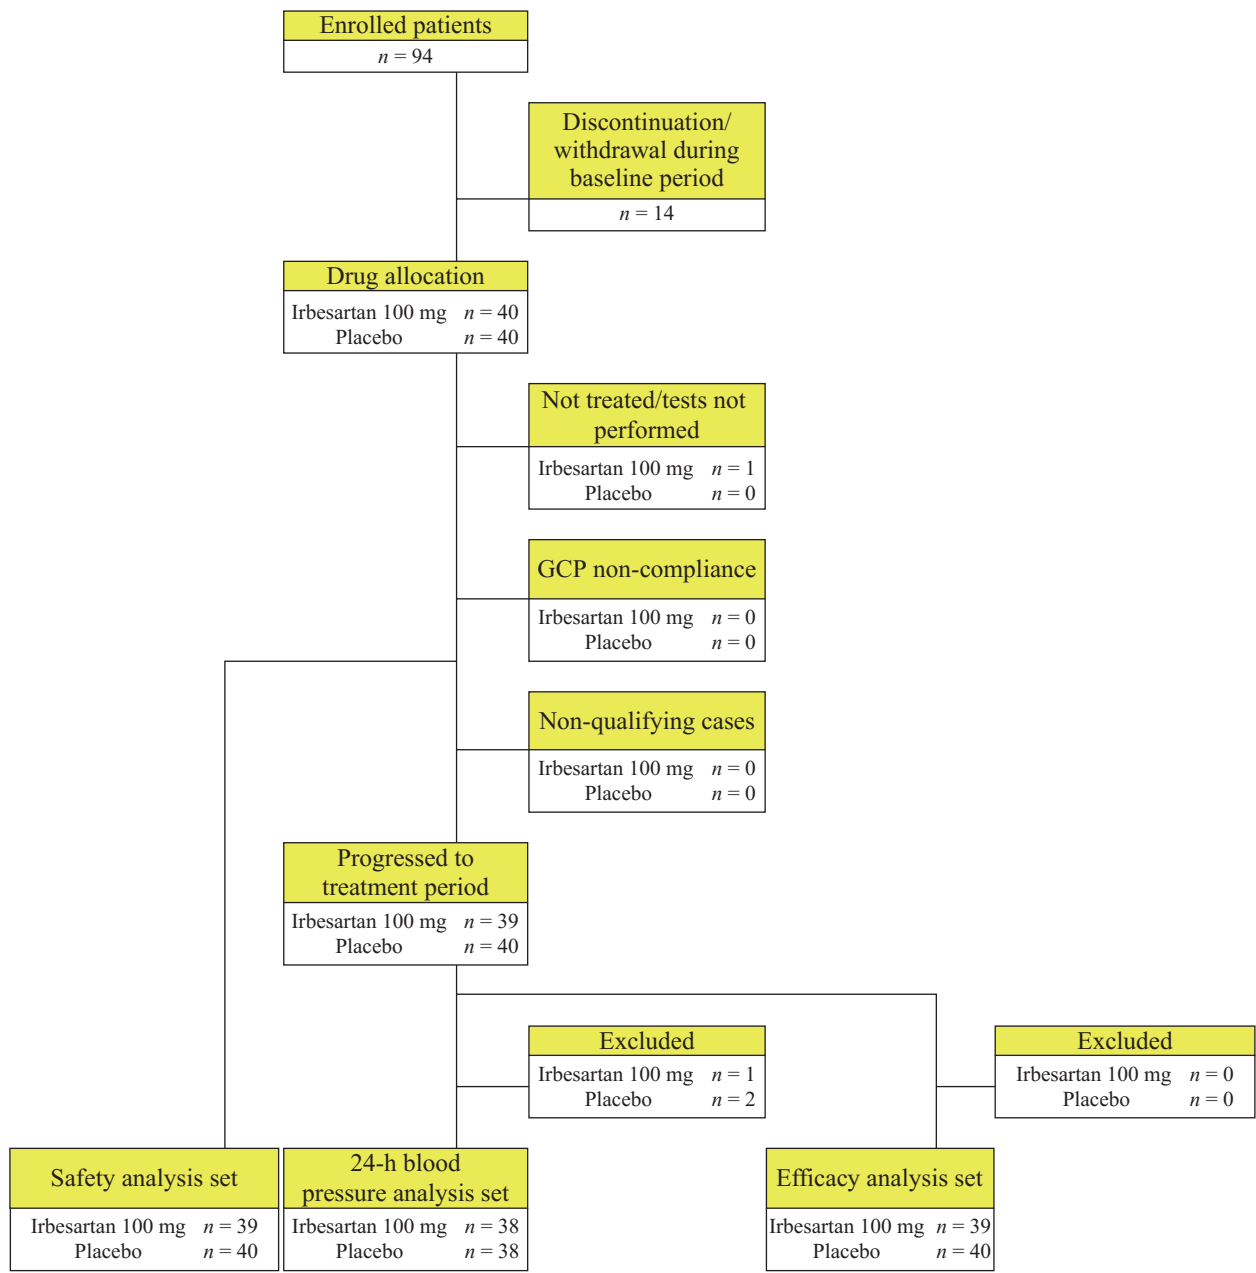 Enrolled patients
n = 94
Discontinuation/
withdrawal during
baseline period
n = 14
Drug allocation
Irbesartan 100 mg n = 40
Placebo n = 40
Not treated/tests not
performed
Irbesartan 100 mg n = 1
Placebo n = 0
GCP non-compliance
Irbesartan 100 mg n = 0
Placebo n = 0
Non-qualifying cases
Irbesartan 100 mg n = 0
Placebo n = 0
Progressed to
treatment period
Irbesartan 100 mg n = 39
Placebo n = 40
Excluded
Irbesartan 100 mg n = 1
Placebo n = 2
Excluded
Irbesartan 100 mg n = 0
Placebo n = 0
Safety analysis set
Irbesartan 100 mg n = 39
Placebo n = 40
24-h blood
pressure analysis set
Irbesartan 100 mg n = 38
Placebo n = 38
Efficacy analysis set
Irbesartan 100 mg n = 39
Placebo n = 40